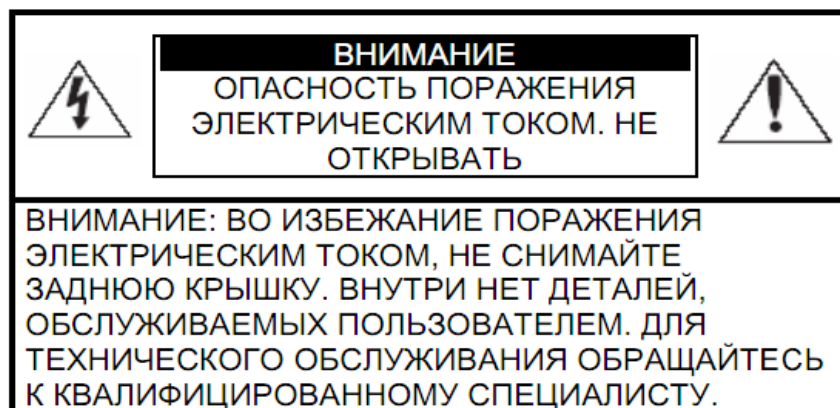 ВНИМАНИЕ
ОПАСНОСТЬ ПОРАЖЕНИЯ
ЭЛЕКТРИЧЕСКИМ ТОКОМ. НЕ
ОТКРЫВАТЬ
ВНИМАНИЕ: ВО ИЗБЕЖАНИЕ ПОРАЖЕНИЯ
ЭЛЕКТРИЧЕСКИМ ТОКОМ, НЕ СНИМАЙТЕ
ЗАДНЮЮ КРЫШКУ. ВНУТРИ НЕТ ДЕТАЛЕЙ,
ОБСЛУЖИВАЕМЫХ ПОЛЬЗОВАТЕЛЕМ. ДЛЯ
ТЕХНИЧЕСКОГО ОБСЛУЖИВАНИЯ ОБРАЩАЙТЕСЬ
К КВАЛИФИЦИРОВАННОМУ СПЕЦИАЛИСТУ.